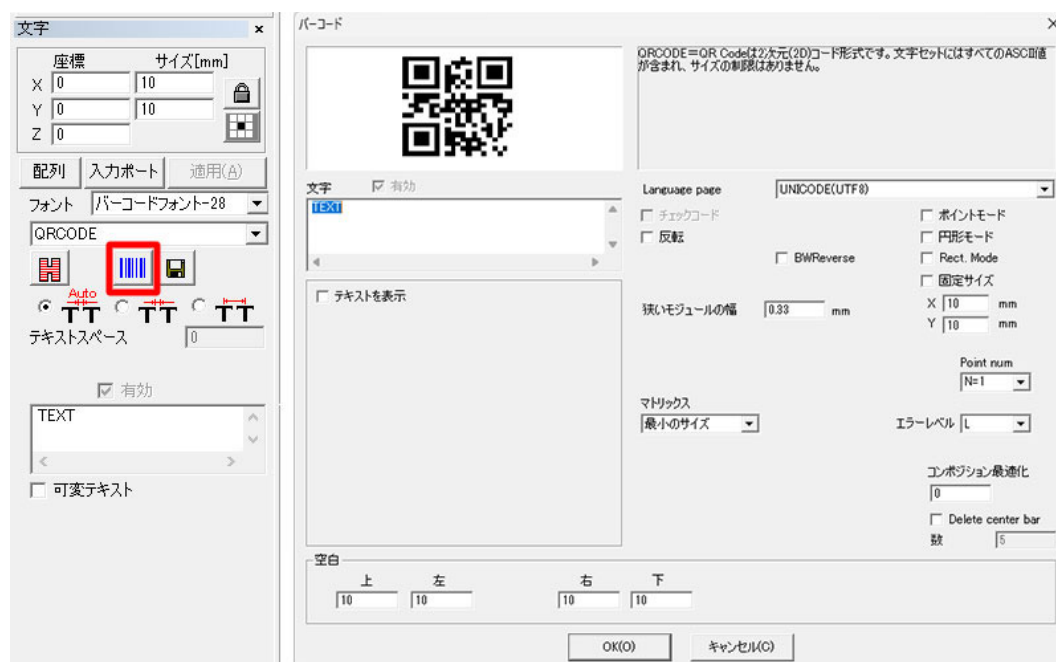 文字
座標 サイズ[mm]
X 0 10
Y 0 10
Z 0
配列 入力ポート 適用(A)
フォント バーコードフォント-28
QRCODE
Auto
TT TT TT
テキストスペース 0
有効
TEXT
可変テキスト
バーコード
QRCODE=QR Codeは2次元(2D)コード形式です。文字セットにはすべてのASCII値
が含まれ、サイズの制限はありません。
文字 有効
TEXT
テキストを表示
Language page UNICODE(UTF8)
チェックコード ポイントモード
反転 円形モード
BWReverse Rect. Mode
固定サイズ
狭いモジュールの幅 0.33 mm X 10 mm
Y 10 mm
Point num
N=1
マトリックス
最小のサイズ エラーレベル L
コンポジション最適化
0
Delete center bar
数 5
空白
上 左 右 下
10 10 10 10
OK(O) キャンセル(C)